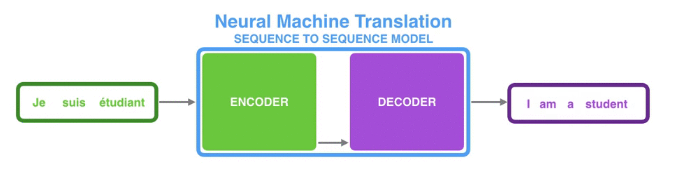 Neural Machine Translation
SEQUENCE TO SEQUENCE MODEL
Je suis étudiant
ENCODER
DECODER
I am a student